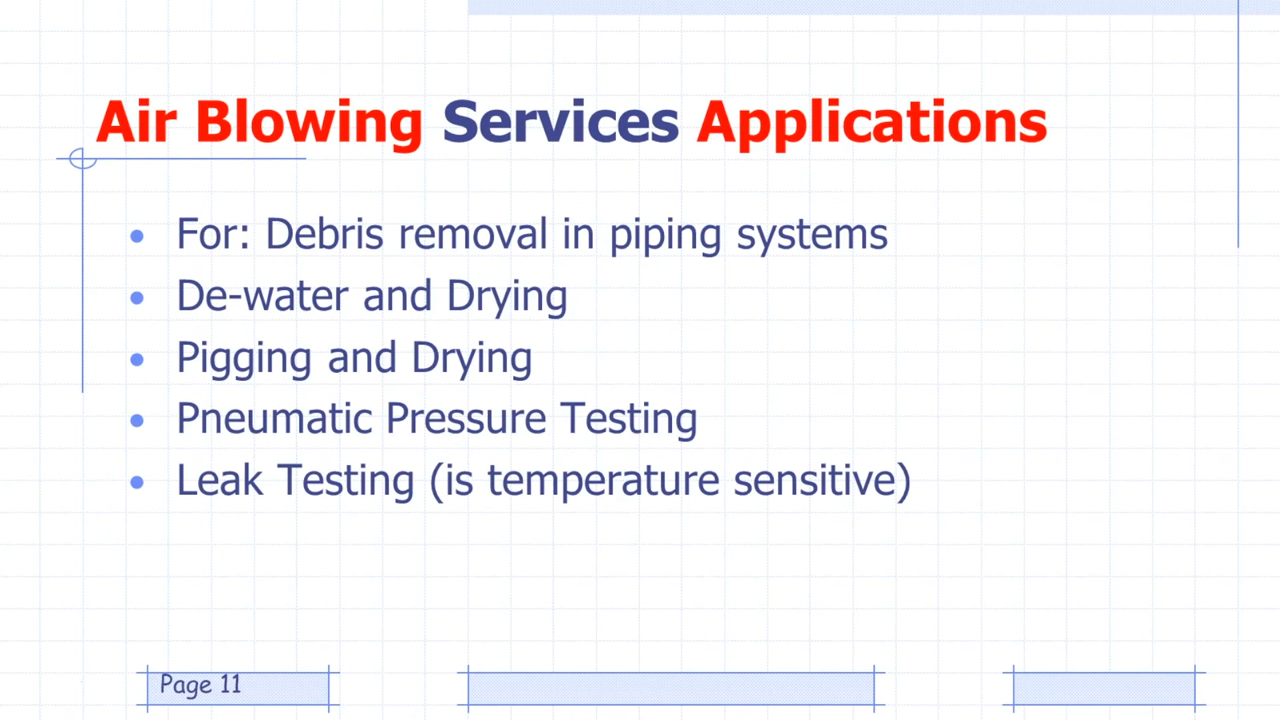 Air Blowing Services Applications
• For: Debris removal in piping systems
• De-water and Drying
• Pigging and Drying
• Pneumatic Pressure Testing
• Leak Testing (is temperature sensitive)
Page 11